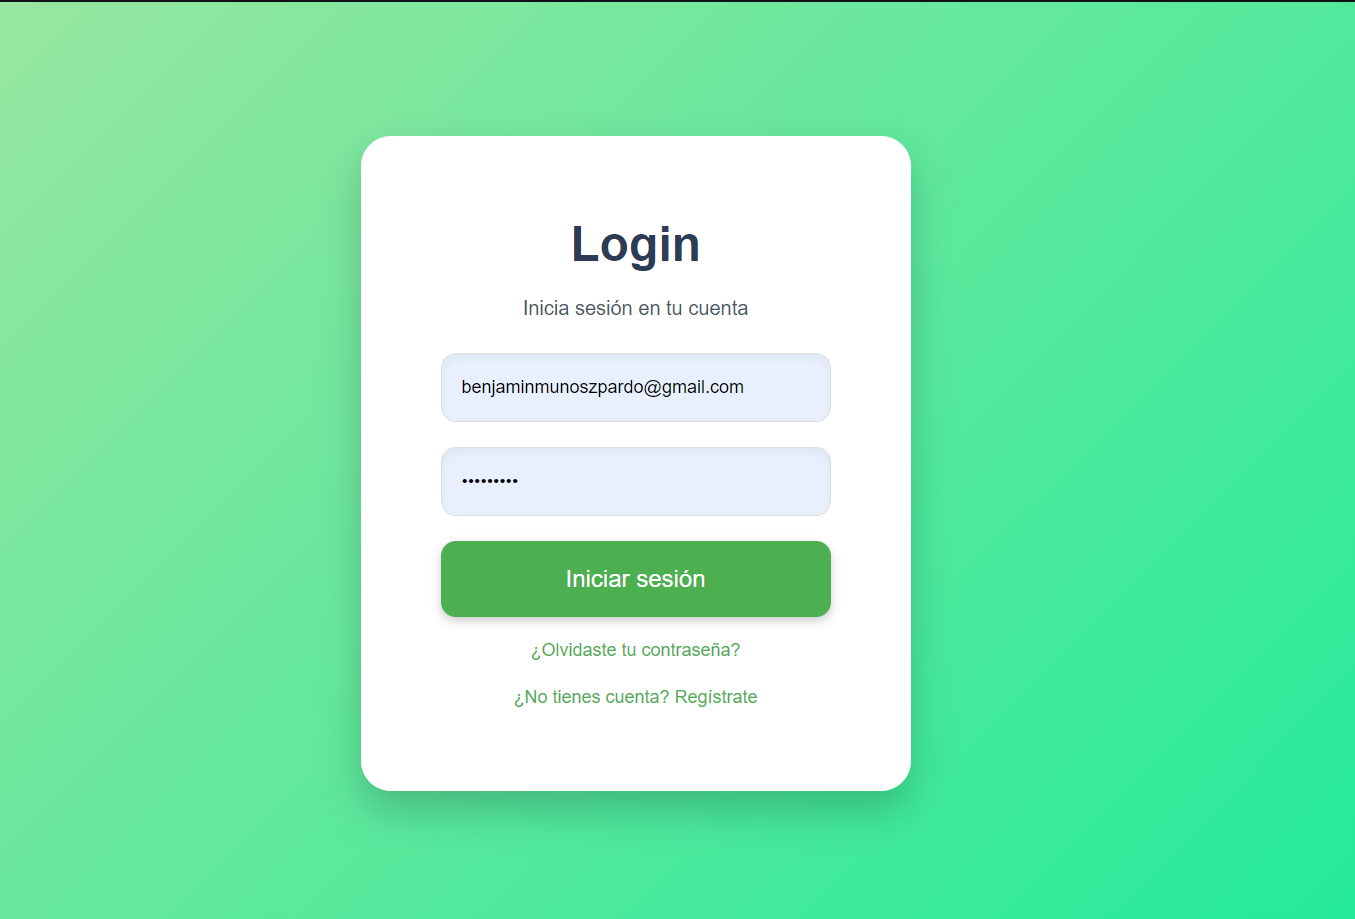 Login
Inicia sesión en tu cuenta
benjaminmunoszpardo@gmail.com
•••••••••
Iniciar sesión
¿Olvidaste tu contraseña?
¿No tienes cuenta? Regístrate